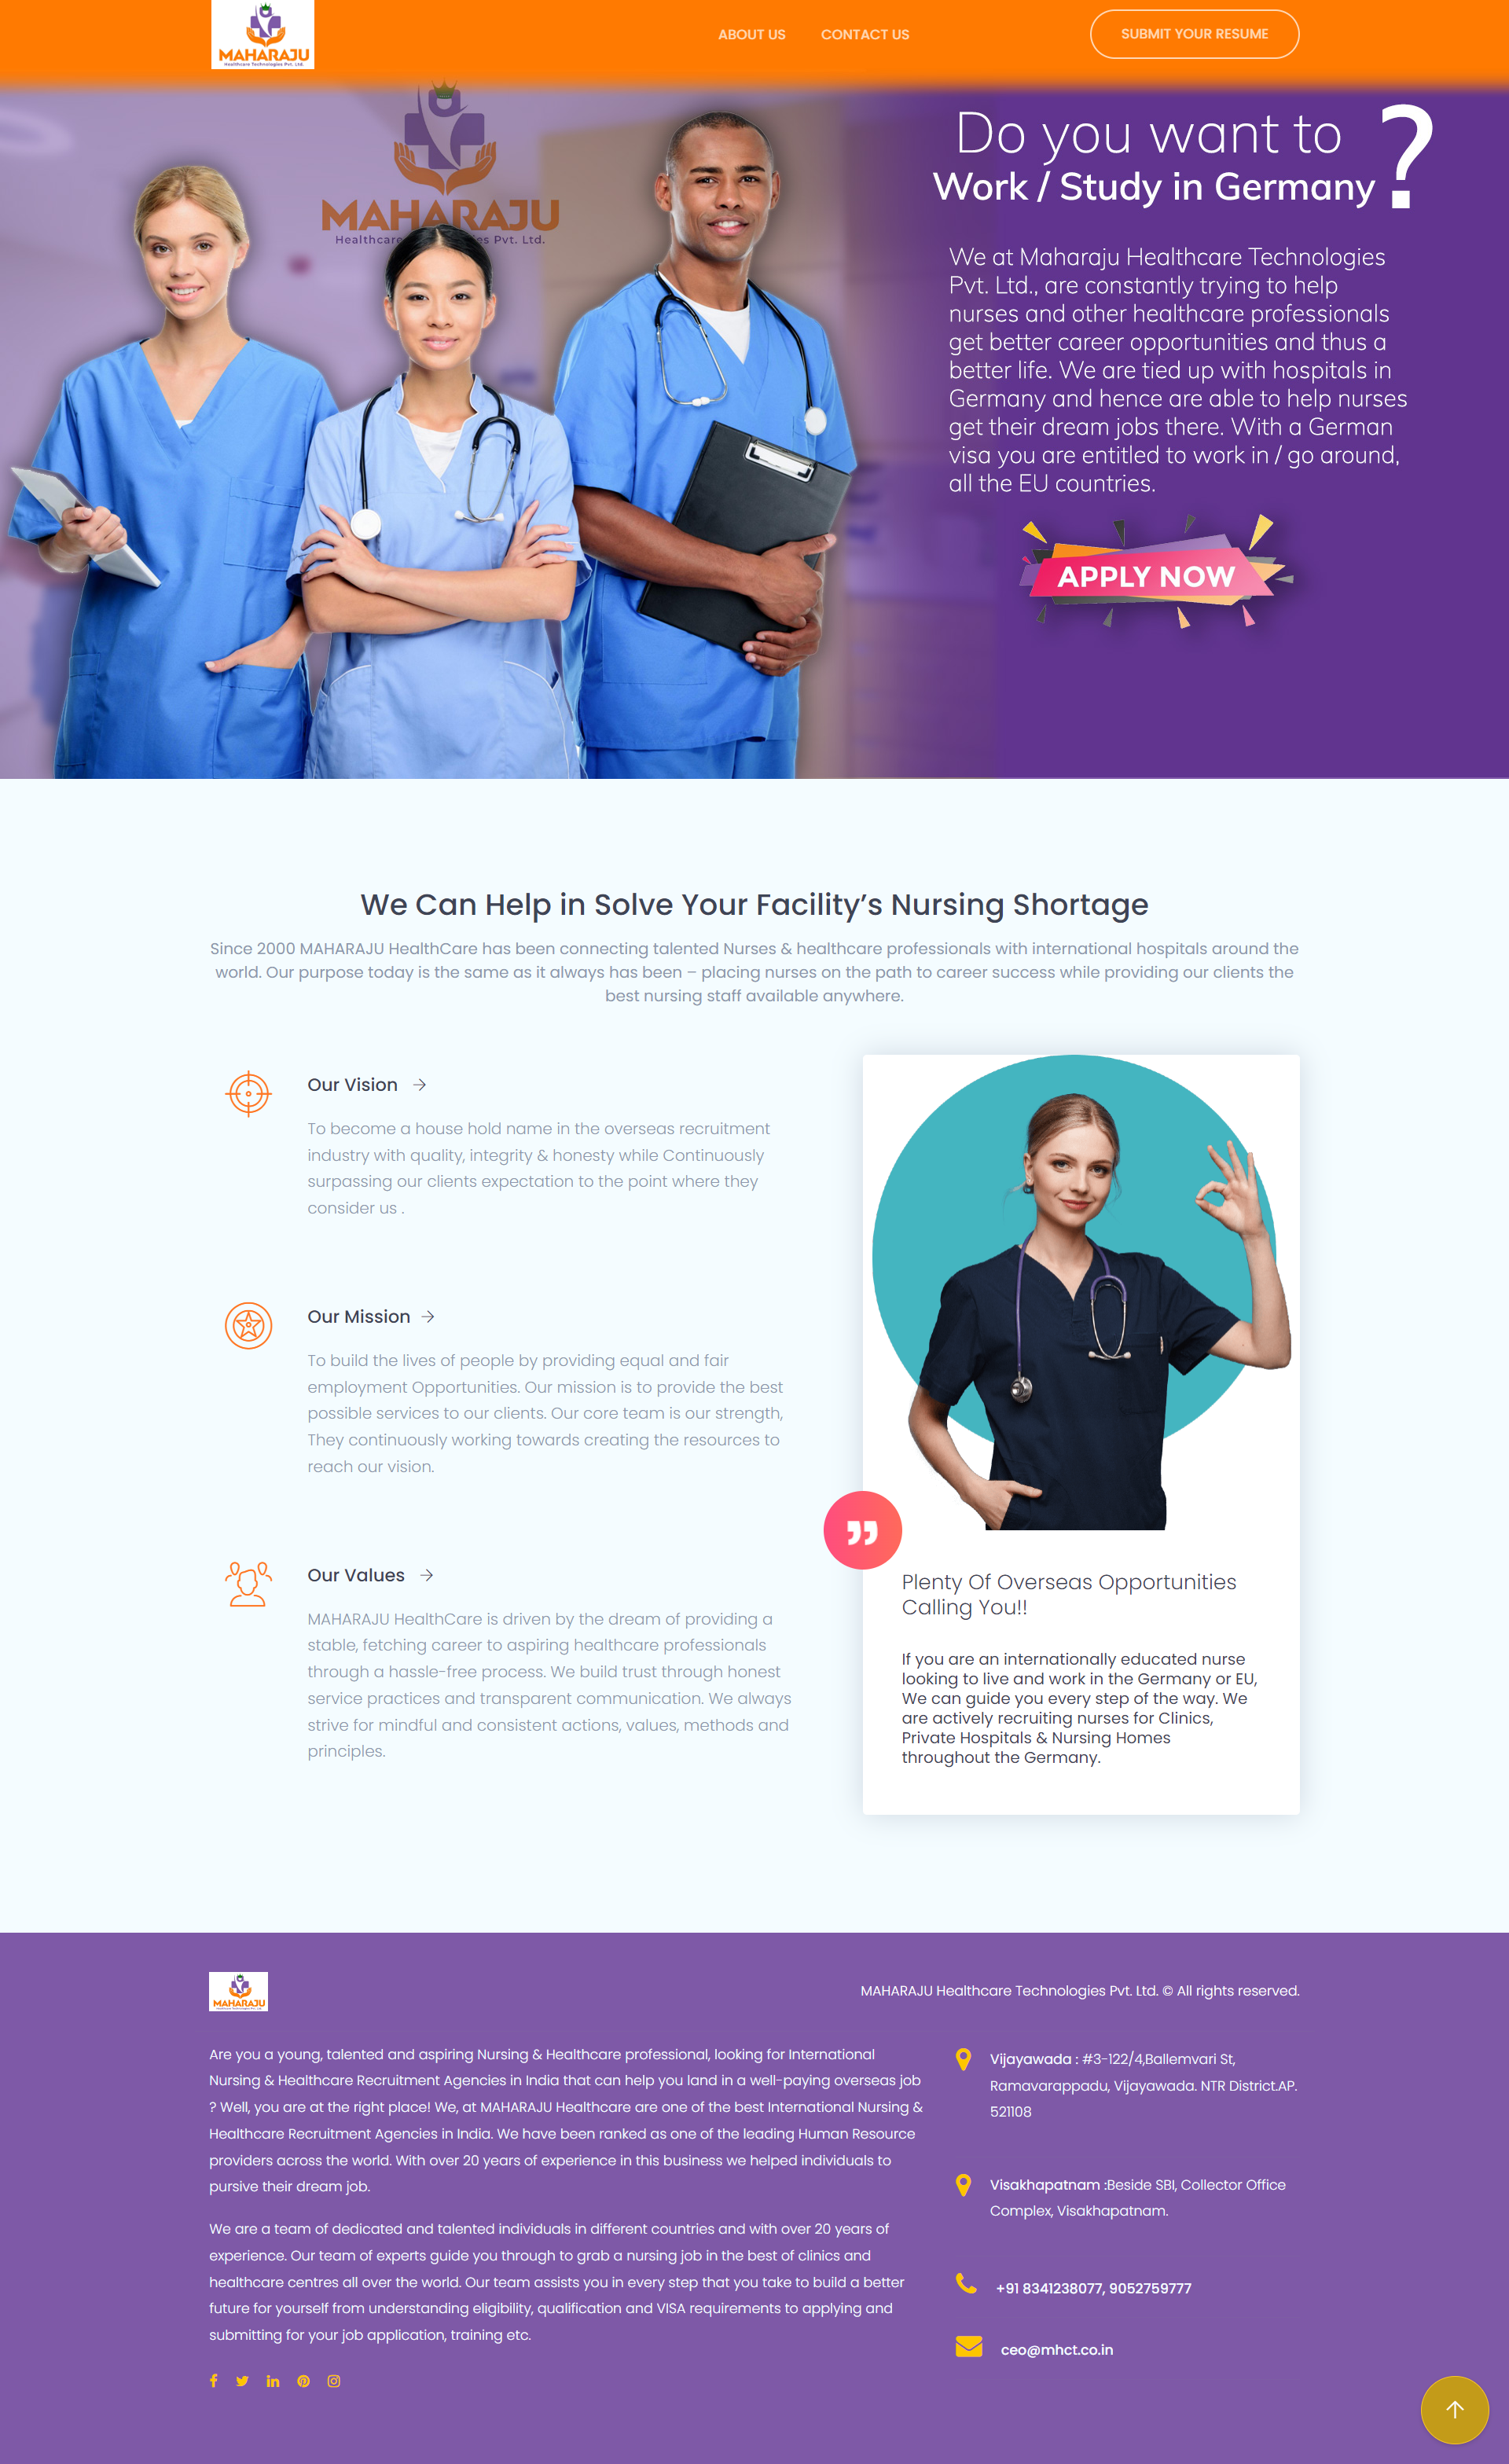 MAHARAJU
Healthcare Technologies Pvt. Ltd.
ABOUT US
CONTACT US
SUBMIT YOUR RESUME
MAHARAJU
Healthcare
es Pvt. Ltd.
Do you want to
Work / Study in Germany ?
We at Maharaju Healthcare Technologies
Pvt. Ltd., are constantly trying to help
nurses and other healthcare professionals
get better career opportunities and thus a
better life. We are tied up with hospitals in
Germany and hence are able to help nurses
get their dream jobs there. With a German
visa you are entitled to work in / go around,
all the EU countries.
APPLY NOW
We Can Help in Solve Your Facility’s Nursing Shortage
Since 2000 MAHARAJU HealthCare has been connecting talented Nurses & healthcare professionals with international hospitals around the
world. Our purpose today is the same as it always has been – placing nurses on the path to career success while providing our clients the
best nursing staff available anywhere.
Our Vision →
To become a house hold name in the overseas recruitment
industry with quality, integrity & honesty while Continuously
surpassing our clients expectation to the point where they
consider us .
Our Mission →
To build the lives of people by providing equal and fair
employment Opportunities. Our mission is to provide the best
possible services to our clients. Our core team is our strength,
They continuously working towards creating the resources to
reach our vision.
Our Values →
MAHARAJU HealthCare is driven by the dream of providing a
stable, fetching career to aspiring healthcare professionals
through a hassle-free process. We build trust through honest
service practices and transparent communication. We always
strive for mindful and consistent actions, values, methods and
principles.
Plenty Of Overseas Opportunities
Calling You!!
If you are an internationally educated nurse
looking to live and work in the Germany or EU,
We can guide you every step of the way. We
are actively recruiting nurses for Clinics,
Private Hospitals & Nursing Homes
throughout the Germany.
MAHARAJU
MAHARAJU Healthcare Technologies Pvt. Ltd. © All rights reserved.
Are you a young, talented and aspiring Nursing & Healthcare professional, looking for International
Nursing & Healthcare Recruitment Agencies in India that can help you land in a well-paying overseas job
? Well, you are at the right place! We, at MAHARAJU Healthcare are one of the best International Nursing &
Healthcare Recruitment Agencies in India. We have been ranked as one of the leading Human Resource
providers across the world. With over 20 years of experience in this business we helped individuals to
pursive their dream job.
We are a team of dedicated and talented individuals in different countries and with over 20 years of
experience. Our team of experts guide you through to grab a nursing job in the best of clinics and
healthcare centres all over the world. Our team assists you in every step that you take to build a better
future for yourself from understanding eligibility, qualification and VISA requirements to applying and
submitting for your job application, training etc.
Vijayawada : #3-122/4,Ballemvari St,
Ramavarappadu, Vijayawada. NTR District.AP.
521108
Visakhapatnam :Beside SBI, Collector Office
Complex, Visakhapatnam.
+91 8341238077, 9052759777
ceo@mhct.co.in